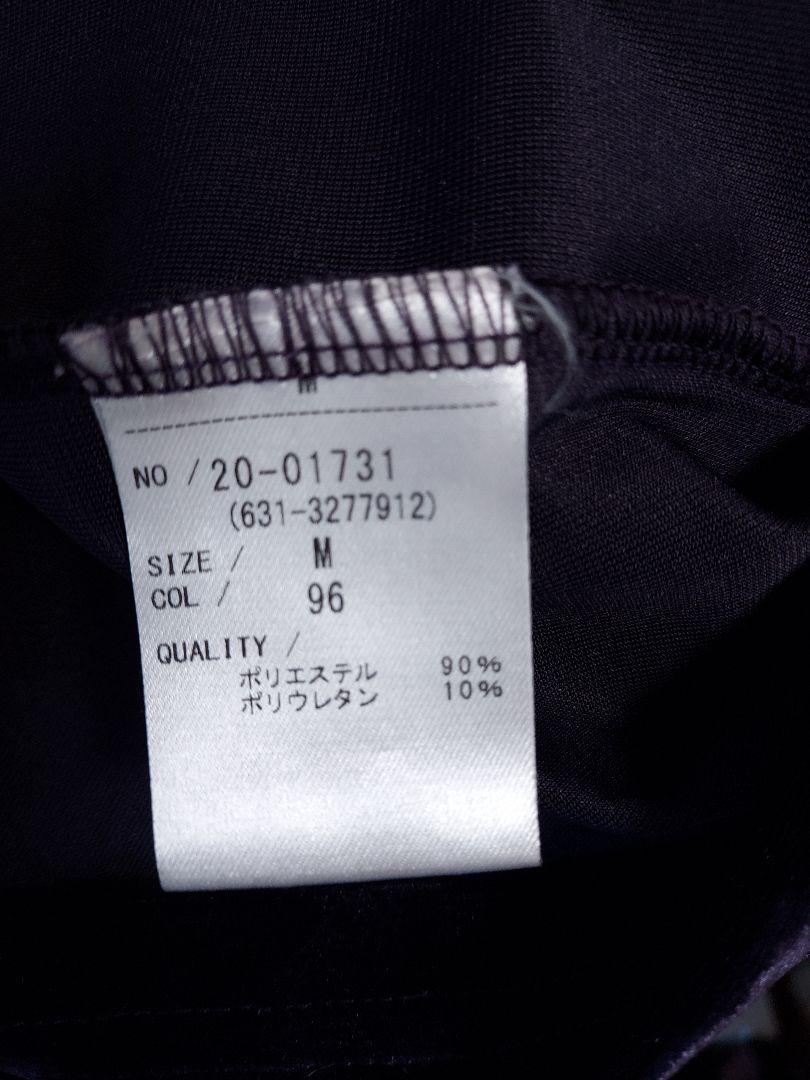 M
NO / 20-01731
(631-3277912)
SIZE / M
COL / 96
QUALITY /
ポリエステル 90%
ポリウレタン 10%